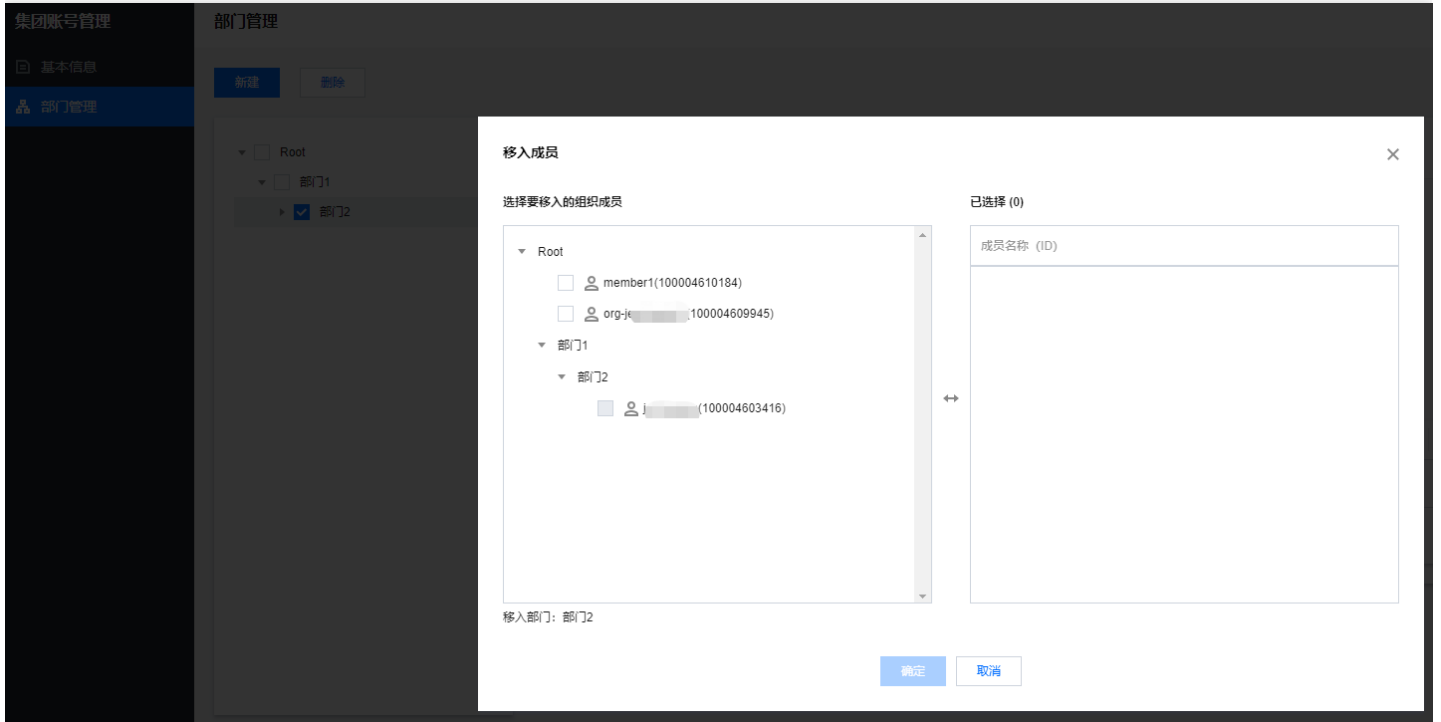 集团账号管理
部门管理
基本信息
部门管理
新建
删除
Root
部门1
部门2
移入成员
选择要移入的组织成员
已选择 (0)
Root
member1(100004610184)
org-je (100004609945)
部门1
部门2
j (100004603416)
成员名称 (ID)
移入部门：部门2
确定
取消